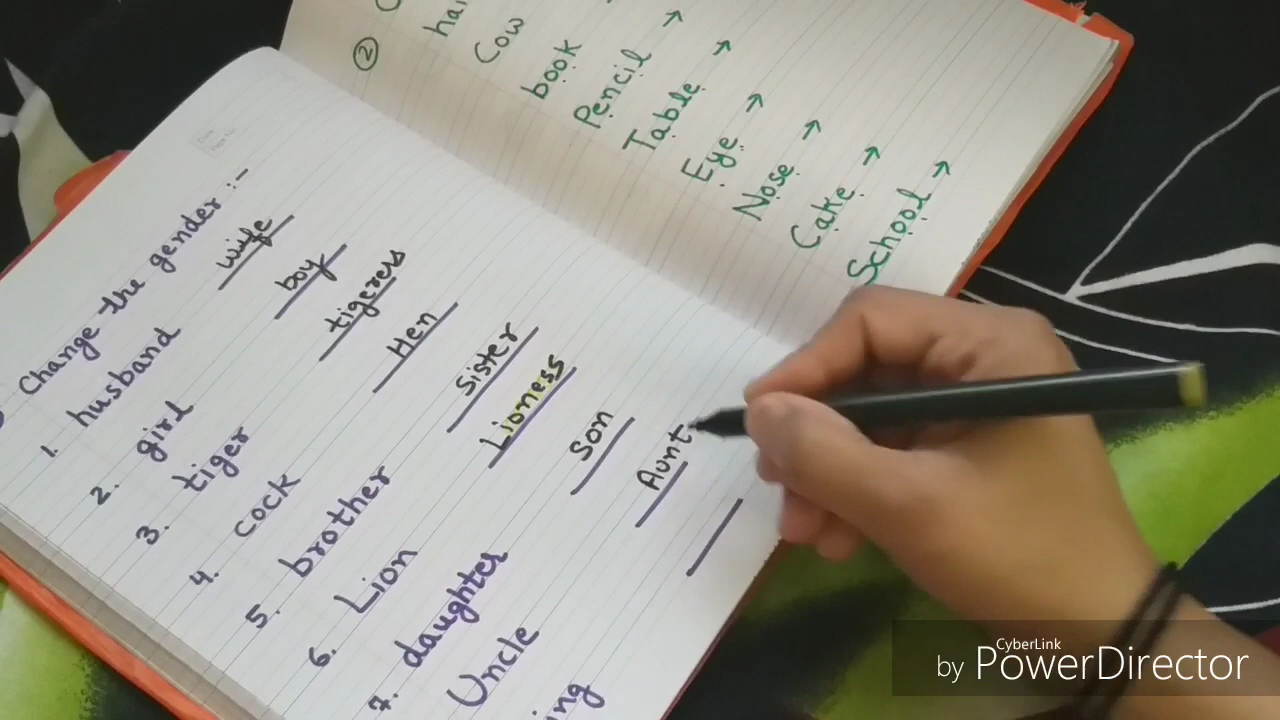 ②
Cow
book
Pencil →
Table →
Eye →
Nose →
Cake →
School →
Change the gender :-
1. husband wife
2. girl boy
3. tiger tigeress
4. cock Hen
5. brother Sister
6. Lion Lioness
7. daughter Son
Uncle Aunt
CyberLink
by PowerDirector